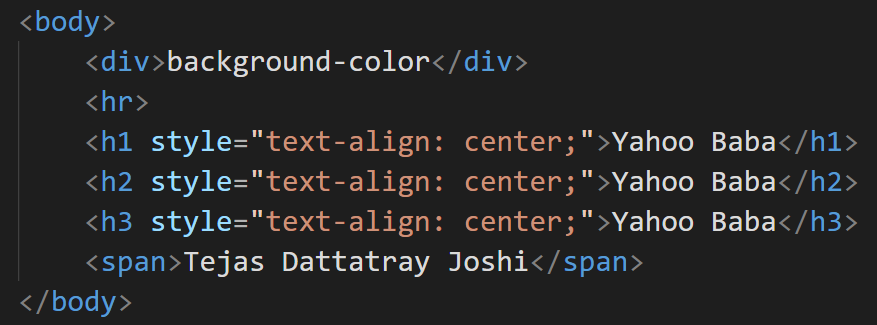 <body>
<div>background-color</div>
<hr>
<h1 style="text-align: center;">Yahoo Baba</h1>
<h2 style="text-align: center;">Yahoo Baba</h2>
<h3 style="text-align: center;">Yahoo Baba</h3>
<span>Tejas Dattatray Joshi</span>
</body>